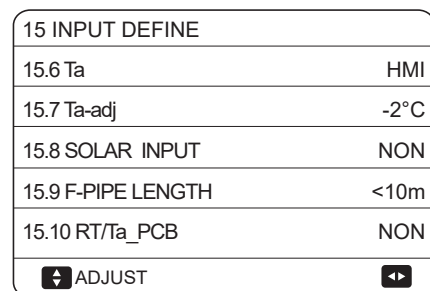 15 INPUT DEFINE
15.6 Ta HMI
15.7 Ta-adj -2°C
15.8 SOLAR INPUT NON
15.9 F-PIPE LENGTH <10m
15.10 RT/Ta_PCB NON
ADJUST